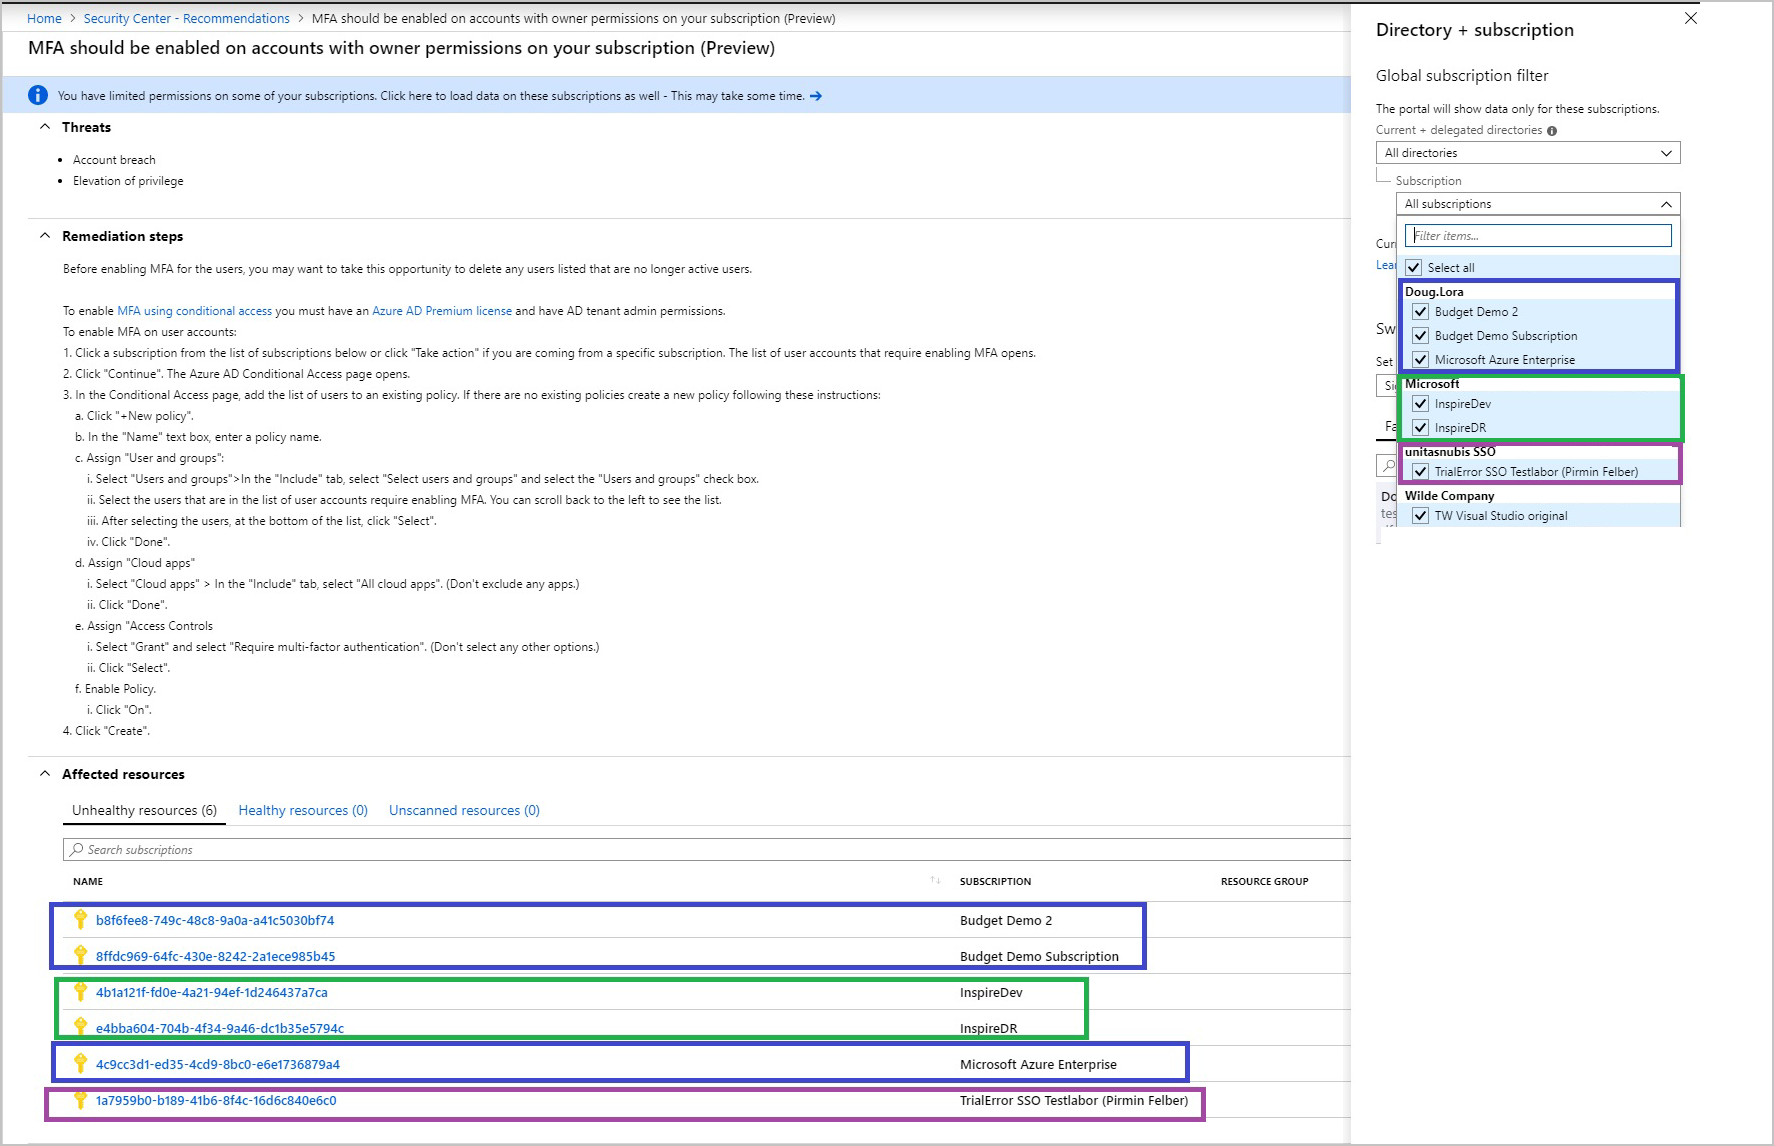 Home > Security Center - Recommendations > MFA should be enabled on accounts with owner permissions on your subscription (Preview)
MFA should be enabled on accounts with owner permissions on your subscription (Preview)
You have limited permissions on some of your subscriptions. Click here to load data on these subscriptions as well - This may take some time. →
Threats
• Account breach
• Elevation of privilege
Remediation steps
Before enabling MFA for the users, you may want to take this opportunity to delete any users listed that are no longer active users.
To enable MFA using conditional access you must have an Azure AD Premium license and have AD tenant admin permissions.
To enable MFA on user accounts:
1. Click a subscription from the list of subscriptions below or click "Take action" if you are coming from a specific subscription. The list of user accounts that require enabling MFA opens.
2. Click "Continue". The Azure AD Conditional Access page opens.
3. In the Conditional Access page, add the list of users to an existing policy. If there are no existing policies create a new policy following these instructions:
a. Click "+New policy".
b. In the "Name" text box, enter a policy name.
c. Assign "User and groups":
i. Select "Users and groups">In the "Include" tab, select "Select users and groups" and select the "Users and groups" check box.
ii. Select the users that are in the list of user accounts require enabling MFA. You can scroll back to the left to see the list.
iii. After selecting the users, at the bottom of the list, click "Select".
iv. Click "Done".
d. Assign "Cloud apps"
i. Select "Cloud apps" > In the "Include" tab, select "All cloud apps". (Don't exclude any apps.)
ii. Click "Done".
e. Assign "Access Controls
i. Select "Grant" and select "Require multi-factor authentication". (Don't select any other options.)
ii. Click "Select".
f. Enable Policy.
i. Click "On".
4. Click "Create".
Affected resources
Unhealthy resources (6) Healthy resources (0) Unscanned resources (0)
Search subscriptions
NAME ↑↓ SUBSCRIPTION RESOURCE GROUP
b8f6fee8-749c-48c8-9a0a-a41c5030bf74 Budget Demo 2
8ffdc969-64fc-430e-8242-2a1ece985b45 Budget Demo Subscription
4b1a121f-fd0e-4a21-94ef-1d246437a7ca InspireDev
e4bba604-704b-4f34-9a46-dc1b35e5794c InspireDR
4c9cc3d1-ed35-4cd9-8bc0-e6e1736879a4 Microsoft Azure Enterprise
1a7959b0-b189-41b6-8f4c-16d6c840e6c0 TrialError SSO Testlabor (Pirmin Felber)
Directory + subscription
Global subscription filter
The portal will show data only for these subscriptions.
Current + delegated directories
All directories
Subscription
All subscriptions
Filter items...
Select all
Doug.Lora
Budget Demo 2
Budget Demo Subscription
Microsoft Azure Enterprise
Microsoft
InspireDev
InspireDR
unitasnubis SSO
TrialError SSO Testlabor (Pirmin Felber)
Wilde Company
TW Visual Studio original
Set